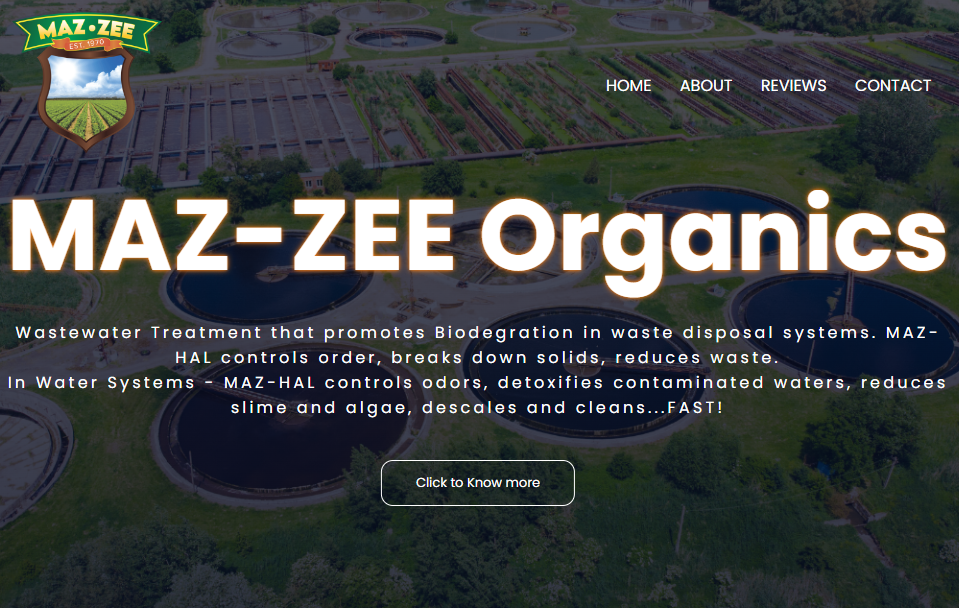 MAZ•ZEE
EST. 1970
HOME ABOUT REVIEWS CONTACT
MAZ-ZEE Organics
Wastewater Treatment that promotes Biodegration in waste disposal systems. MAZ-
HAL controls order, breaks down solids, reduces waste.
In Water Systems - MAZ-HAL controls odors, detoxifies contaminated waters, reduces
slime and algae, descales and cleans...FAST!
Click to Know more